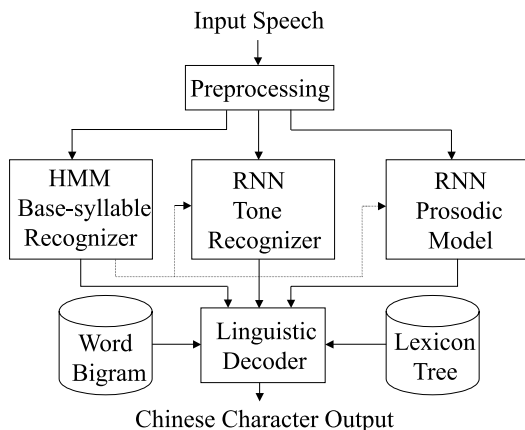 Input Speech
Preprocessing
HMM
Base-syllable
Recognizer
RNN
Tone
Recognizer
RNN
Prosodic
Model
Word
Bigram
Linguistic
Decoder
Lexicon
Tree
Chinese Character Output